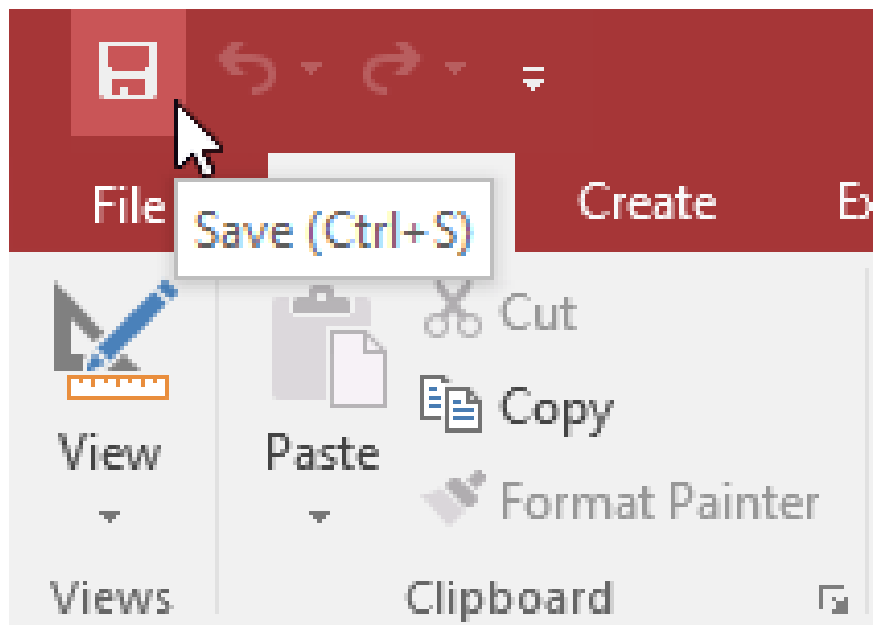 File
Save (Ctrl+S)
Create
Cut
Copy
View
Paste
Format Painter
Views
Clipboard